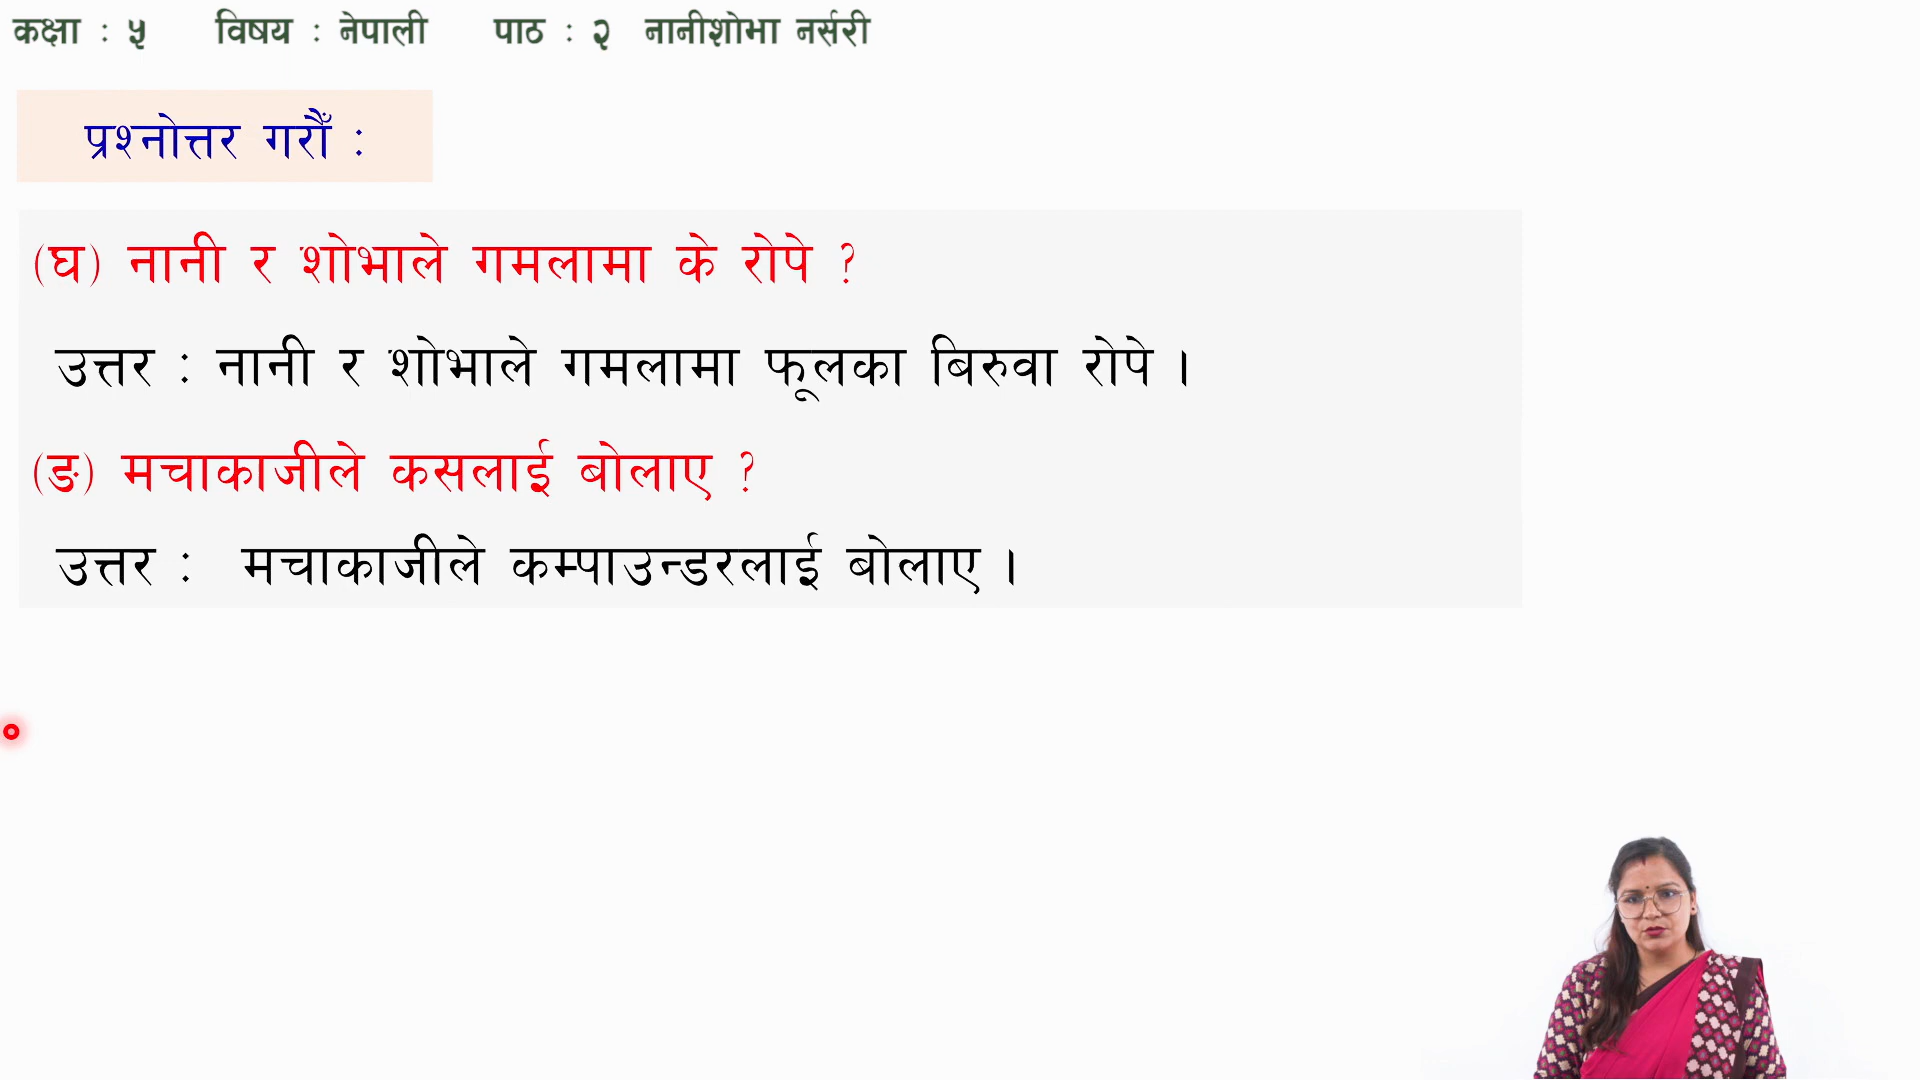 कक्षा : ५ विषय : नेपाली पाठ : २ नानीशोभा नर्सरी
प्रश्नोत्तर गरौँ :
(घ) नानी र शोभाले गमलामा के रोपे ?
उत्तर : नानी र शोभाले गमलामा फूलका बिरुवा रोपे ।
(ङ) मचाकाजीले कसलाई बोलाए ?
उत्तर : मचाकाजीले कम्पाउन्डरलाई बोलाए ।